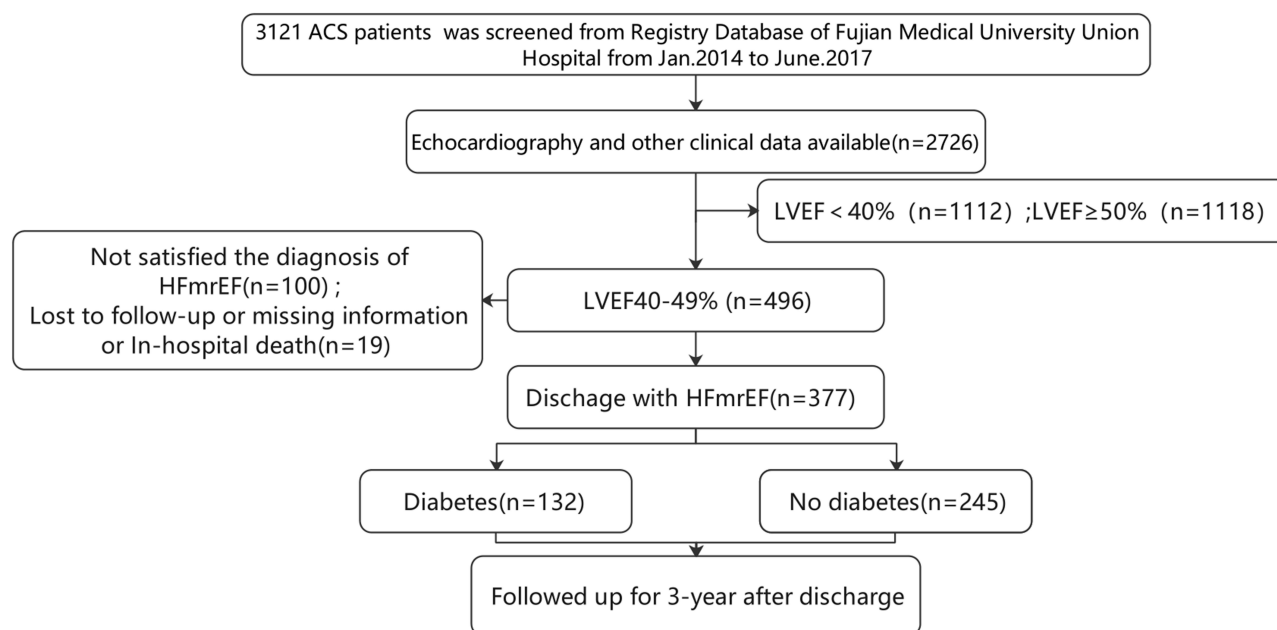 3121 ACS patients was screened from Registry Database of Fujian Medical University Union
Hospital from Jan.2014 to June.2017
Echocardiography and other clinical data available(n=2726)
LVEF＜40%（n=1112）;LVEF≥50%（n=1118）
Not satisfied the diagnosis of
HFmrEF(n=100) ;
Lost to follow-up or missing information
or In-hospital death(n=19)
LVEF40-49% (n=496)
Dischage with HFmrEF(n=377)
Diabetes(n=132)
No diabetes(n=245)
Followed up for 3-year after discharge